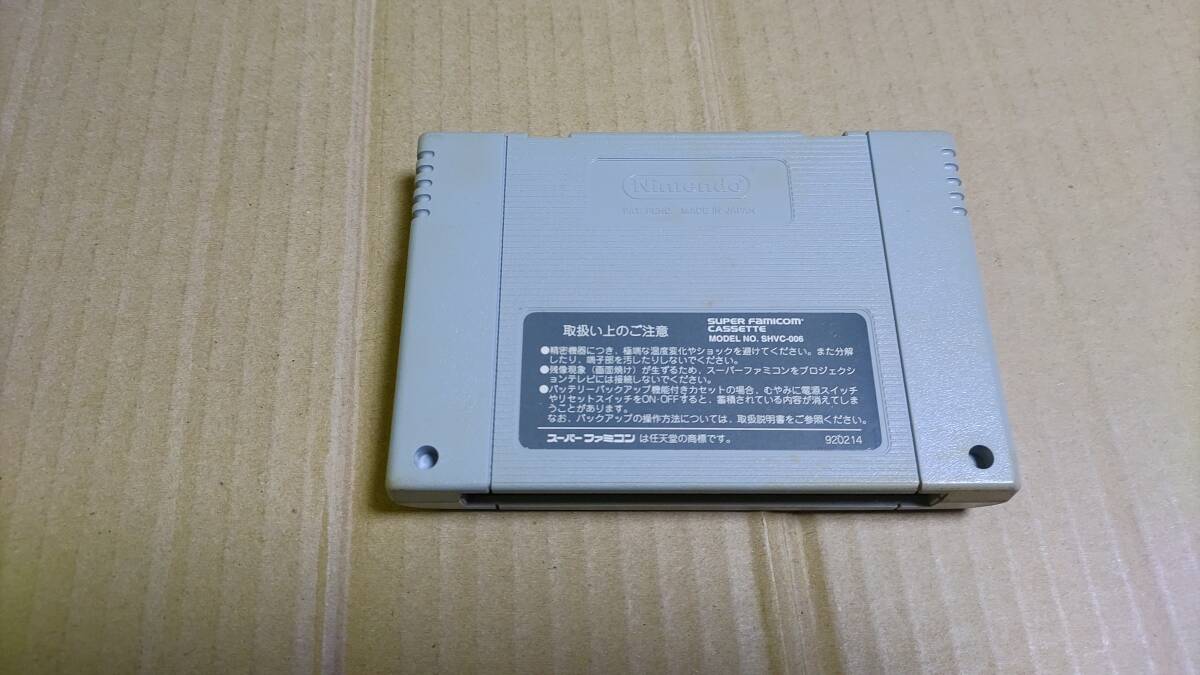 Nintendo
PAT. PEND. MADE IN JAPAN
取扱い上のご注意
SUPER FAMICOM
CASSETTE
MODEL NO. SHVC-006
●精密機器につき、極端な温度変化やショックを避けてください。また分解
したり、端子部を汚したりしないでください。
●残像現象（画面焼け）が生ずるため、スーパーファミコンをプロジェクシ
ョンテレビには接続しないでください。
●バッテリーバックアップ機能付きカセットの場合、むやみに電源スイッチ
やリセットスイッチをON・OFFすると、蓄積されている内容が消えてしま
うことがあります。
なお、バックアップの操作方法については、取扱説明書をご参照ください。
スーパーファミコンは任天堂の商標です。
920214